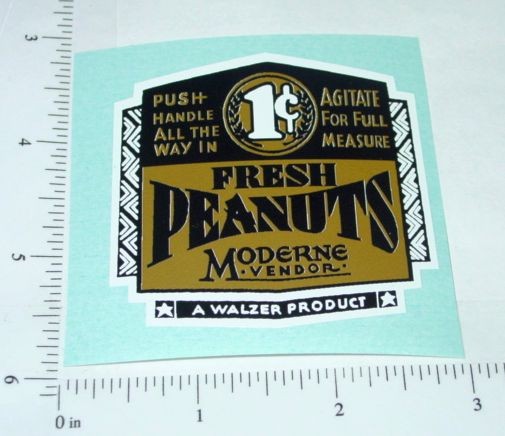 PUSH
HANDLE
ALL THE
WAY IN
1¢
AGITATE
FOR FULL
MEASURE
FRESH
PEANUTS
MODERNE
·VENDOR·
A WALZER PRODUCT
3
4
5
6
0 in
1
2
3